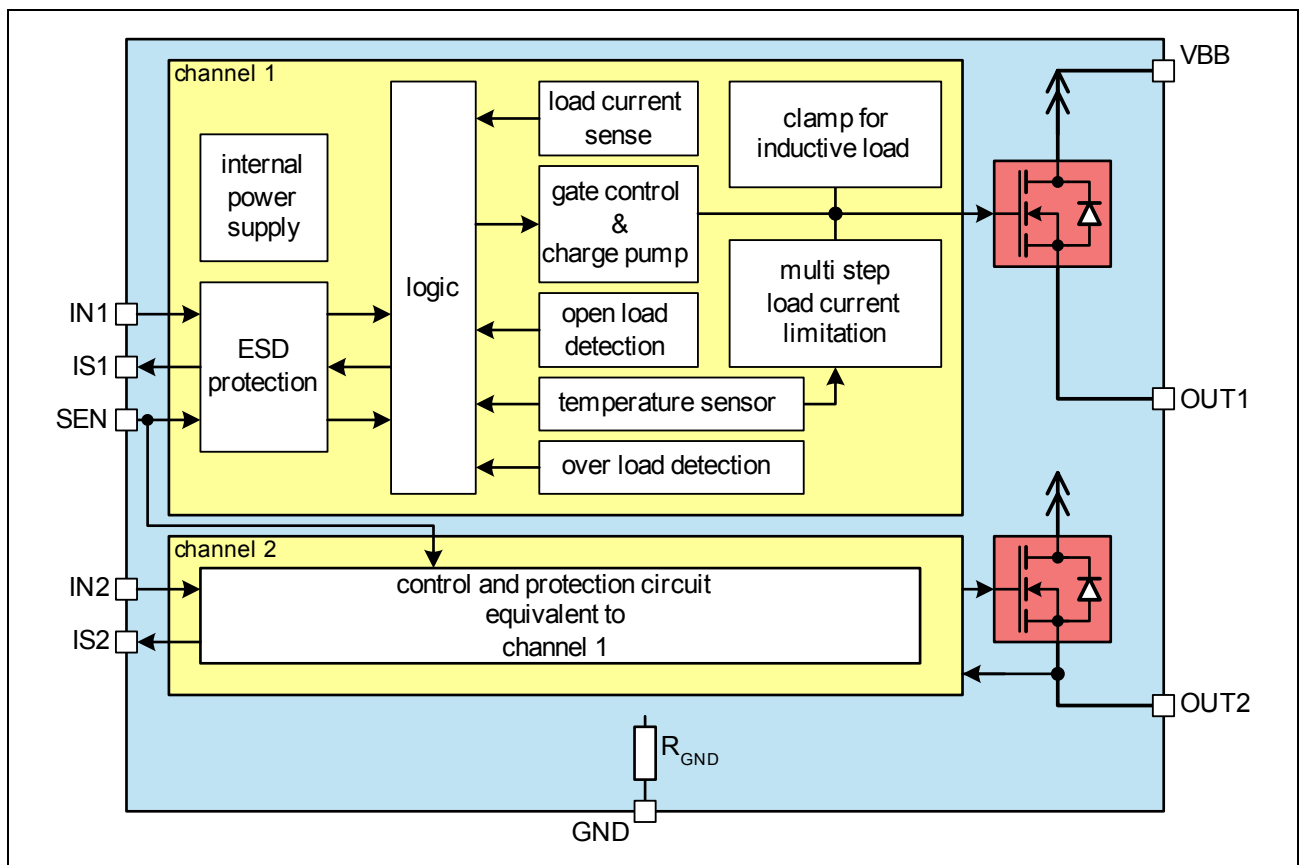 VBB
channel 1
load current
sense
clamp for
inductive load
internal
power
supply
gate control
&
charge pump
logic
multi step
load current
limitation
IN1
IS1
SEN
ESD
protection
open load
detection
temperature sensor
over load detection
OUT1
channel 2
IN2
IS2
control and protection circuit
equivalent to
channel 1
OUT2
RGND
GND